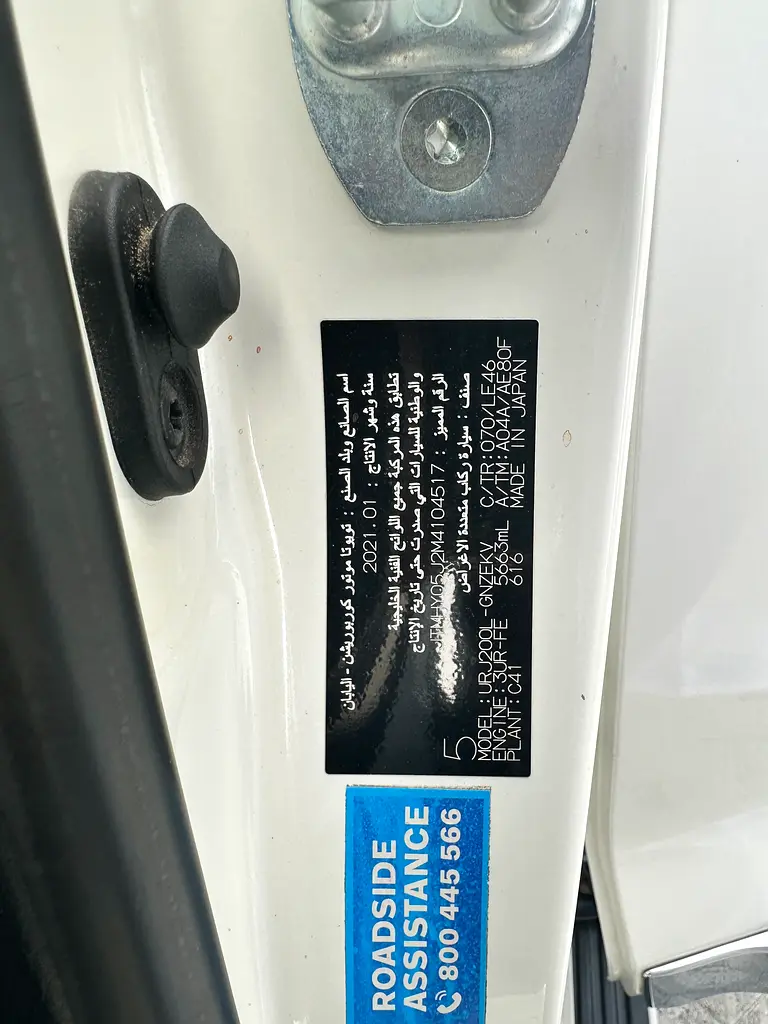 اسم الصانع وبلد الصنع : تويوتا موتور كوربوريشن - اليابان
سنة وشهر الانتاج : 2021.01
تطابق هذه المركبة جميع اللوائح الفنية الخليجية
والوطنية للسيارات التي صدرت حتى تاريخ الإنتاج
الرقم المميز : JTMHY05J2M4104517
صنف : سيارة ركاب متعددة الاغراض
5
MODEL:URJ200L-GNZEKV C/TR:070/LE46
ENGINE:3UR-FE 5663mL A/TM:A04A/AE80F
PLANT:C41 616 MADE IN JAPAN
ROADSIDE
ASSISTANCE
800 445 566